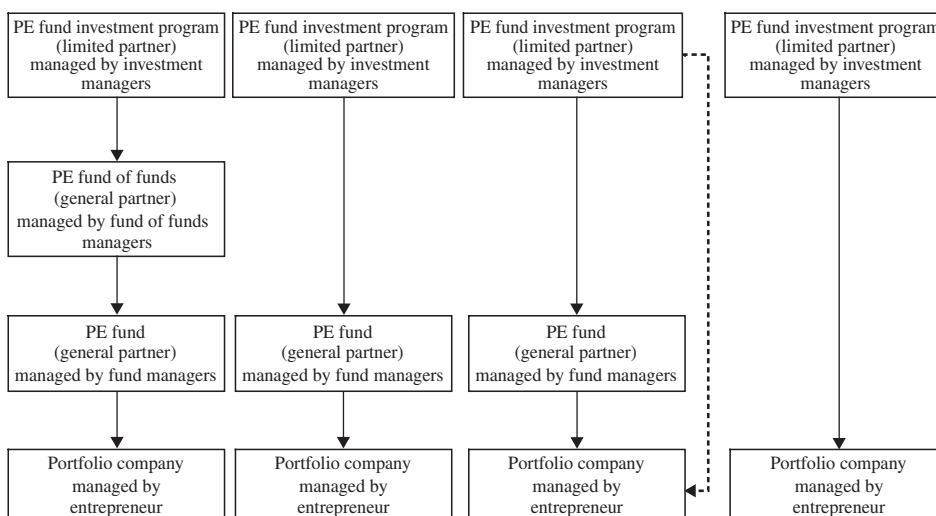 PE fund investment program
(limited partner)
managed by investment
managers
PE fund investment program
(limited partner)
managed by investment
managers
PE fund investment program
(limited partner)
managed by investment
managers
PE fund investment program
(limited partner)
managed by investment
managers
PE fund of funds
(general partner)
managed by fund of funds
managers
PE fund
(general partner)
managed by fund managers
PE fund
(general partner)
managed by fund managers
PE fund
(general partner)
managed by fund managers
Portfolio company
managed by
entrepreneur
Portfolio company
managed by
entrepreneur
Portfolio company
managed by
entrepreneur
Portfolio company
managed by
entrepreneur